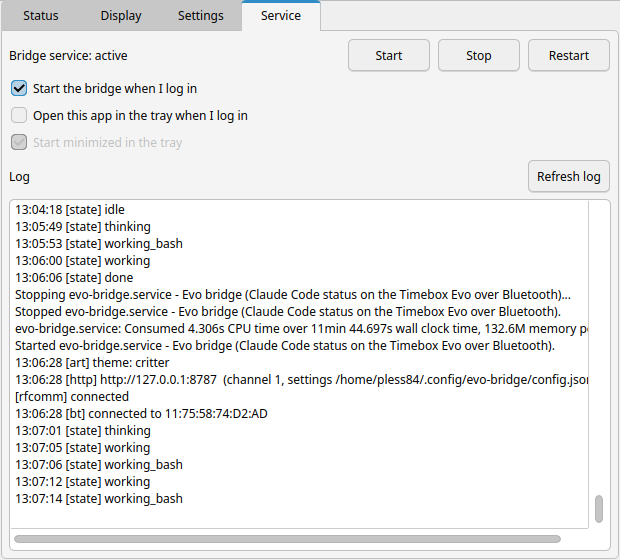 Status Display Settings Service
Bridge service: active Start Stop Restart
Start the bridge when I log in
Open this app in the tray when I log in
Start minimized in the tray
Log Refresh log
13:04:18 [state] idle
13:05:49 [state] thinking
13:05:53 [state] working_bash
13:06:00 [state] working
13:06:06 [state] done
Stopping evo-bridge.service - Evo bridge (Claude Code status on the Timebox Evo over Bluetooth)...
Stopped evo-bridge.service - Evo bridge (Claude Code status on the Timebox Evo over Bluetooth).
evo-bridge.service: Consumed 4.306s CPU time over 11min 44.697s wall clock time, 132.6M memory p
Started evo-bridge.service - Evo bridge (Claude Code status on the Timebox Evo over Bluetooth).
13:06:28 [art] theme: critter
13:06:28 [http] http://127.0.0.1:8787 (channel 1, settings /home/pless84/.config/evo-bridge/config.json
[rfcomm] connected
13:06:28 [bt] connected to 11:75:58:74:D2:AD
13:07:01 [state] thinking
13:07:05 [state] working
13:07:06 [state] working_bash
13:07:12 [state] working
13:07:14 [state] working_bash